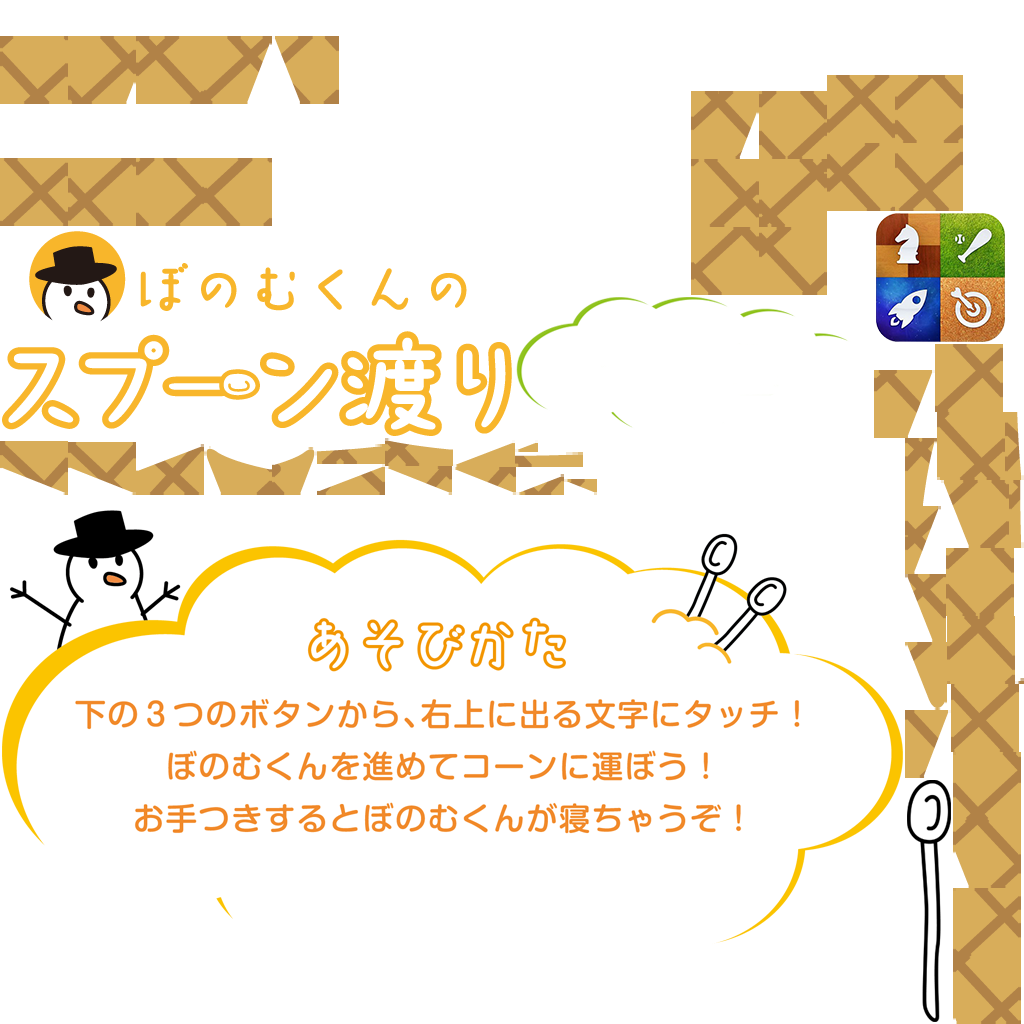 ぼのむくんの
スプーン渡り
あそびかた
下の3つのボタンから、右上に出る文字にタッチ！
ぼのむくんを進めてコーンに運ぼう！
お手つきするとぼのむくんが寝ちゃうぞ！